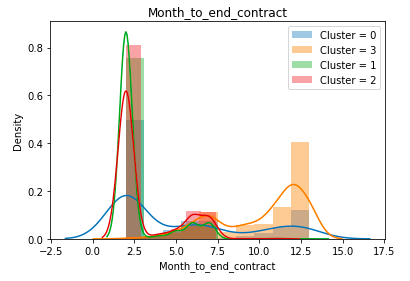 Month_to_end_contract
Cluster = 0
Cluster = 3
Cluster = 1
Cluster = 2
Density
0.8
0.6
0.4
0.2
0.0
−2.5 0.0 2.5 5.0 7.5 10.0 12.5 15.0 17.5
Month_to_end_contract